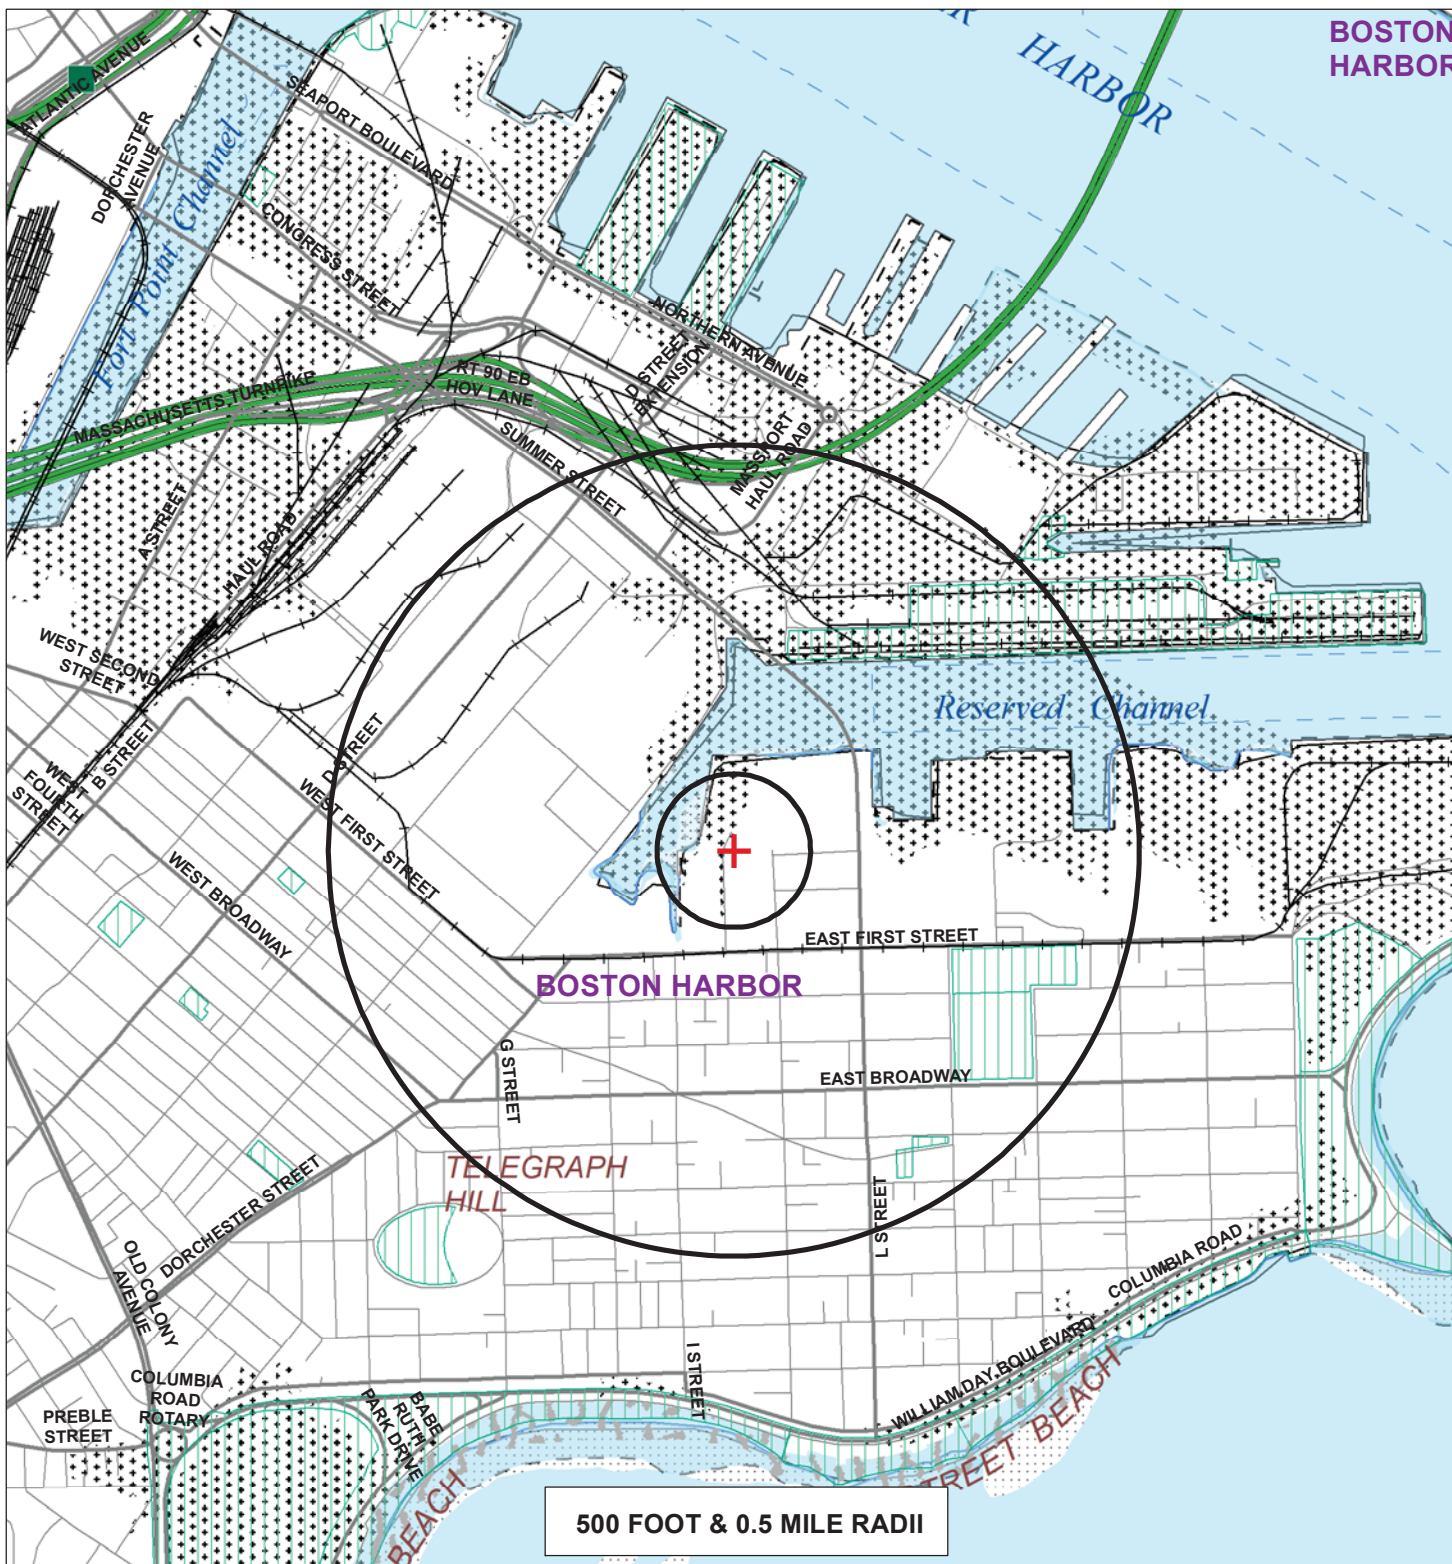 BOSTON
HARBOR
HARBOR
ATLANTIC AVENUE
SEAPORT BOULEVARD
DORCHESTER
AVENUE
Fort Point Channel
CONGRESS STREET
NORTHERN AVENUE
D STREET
EXTENSION
RT 90 EB
HOV LANE
MASSACHUSETTS TURNPIKE
SUMMER STREET
MASSPORT
HAUL ROAD
A STREET
HAUL ROAD
WEST SECOND
STREET
Reserved Channel
B STREET
D STREET
WEST
FOURTH
STREET
WEST FIRST STREET
WEST BROADWAY
EAST FIRST STREET
BOSTON HARBOR
G STREET
EAST BROADWAY
TELEGRAPH
HILL
DORCHESTER STREET
L STREET
OLD COLONY
AVENUE
COLUMBIA ROAD
I STREET
WILLIAM DAY BOULEVARD
COLUMBIA
ROAD
ROTARY
PREBLE
STREET
BABE
RUTH
PARK DRIVE
TREET BEACH
BEACH
500 FOOT & 0.5 MILE RADII